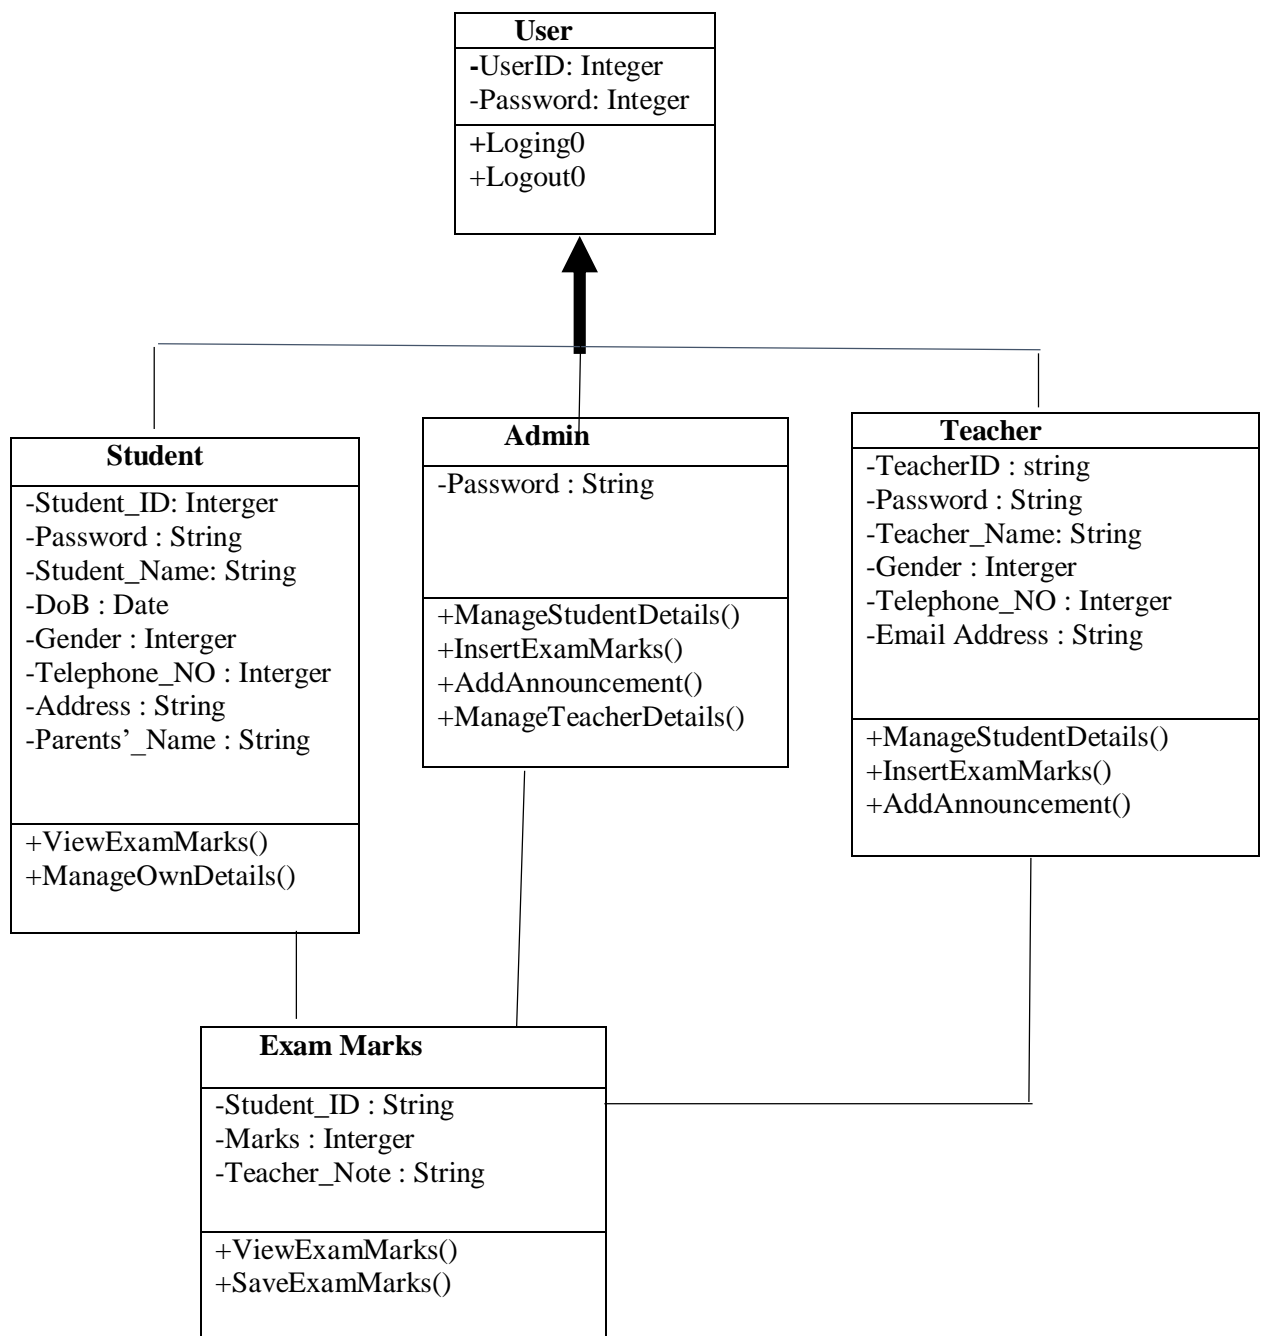 User
-UserID: Integer
-Password: Integer
+Loging0
+Logout0
Student
-Student_ID: Interger
-Password : String
-Student_Name: String
-DoB : Date
-Gender : Interger
-Telephone_NO : Interger
-Address : String
-Parents’_Name : String
+ViewExamMarks()
+ManageOwnDetails()
Admin
-Password : String
+ManageStudentDetails()
+InsertExamMarks()
+AddAnnouncement()
+ManageTeacherDetails()
Teacher
-TeacherID : string
-Password : String
-Teacher_Name: String
-Gender : Interger
-Telephone_NO : Interger
-Email Address : String
+ManageStudentDetails()
+InsertExamMarks()
+AddAnnouncement()
Exam Marks
-Student_ID : String
-Marks : Interger
-Teacher_Note : String
+ViewExamMarks()
+SaveExamMarks()